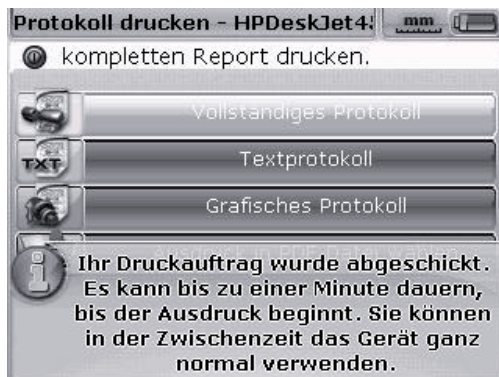 Protokoll drucken - HPDeskJet4
mm
kompletten Report drucken.
Vollständiges Protokoll
TXT
Textprotokoll
Grafisches Protokoll
Ihr Druckauftrag wurde abgeschickt.
Es kann bis zu einer Minute dauern,
bis der Ausdruck beginnt. Sie können
in der Zwischenzeit das Gerät ganz
normal verwenden.